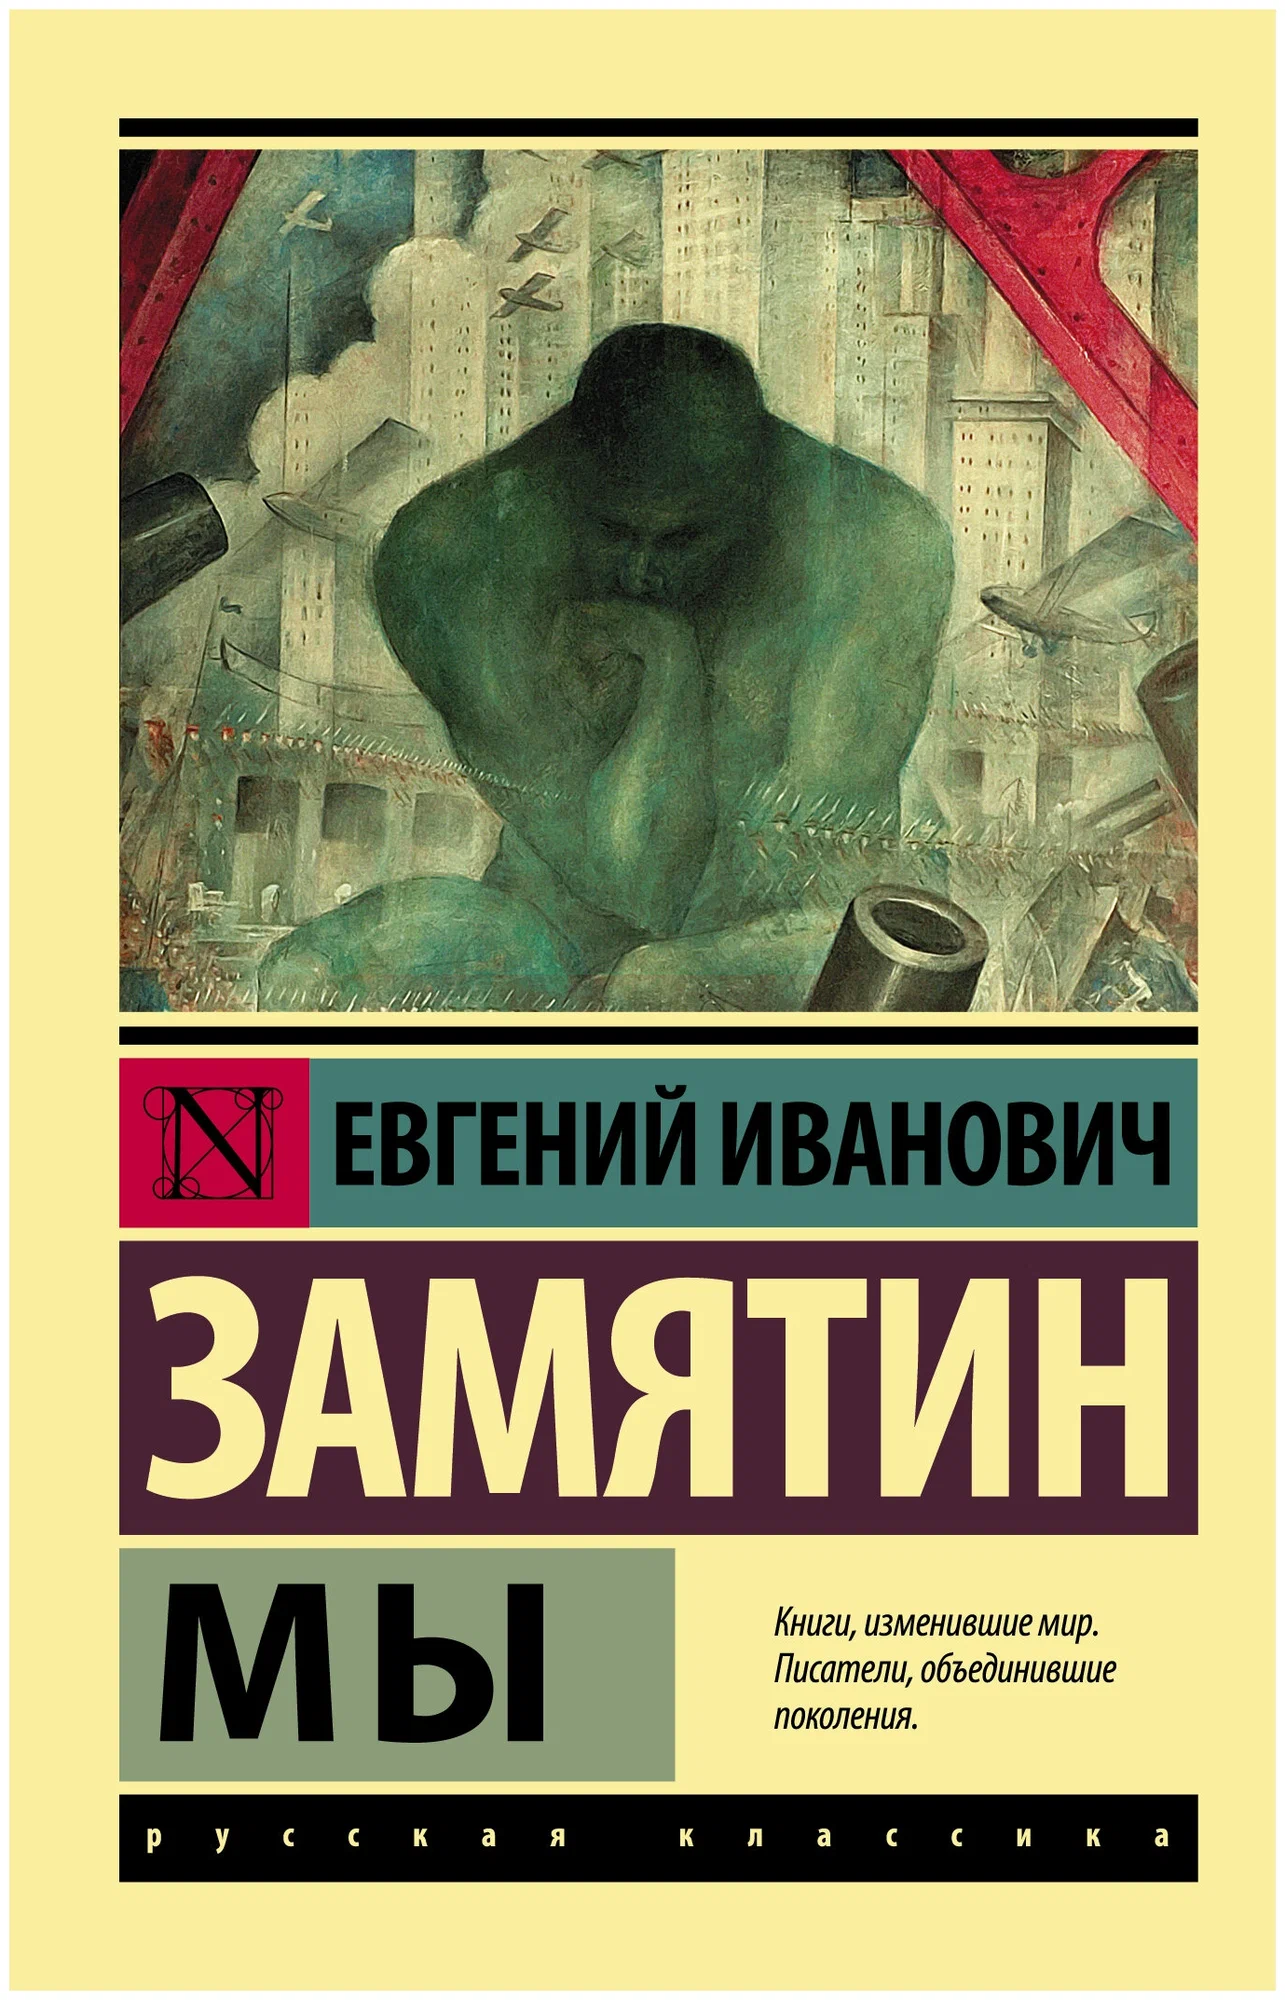 N
ЕВГЕНИЙ ИВАНОВИЧ
ЗАМЯТИН
МЫ
Книги, изменившие мир.
Писатели, объединившие
поколения.
русская классика